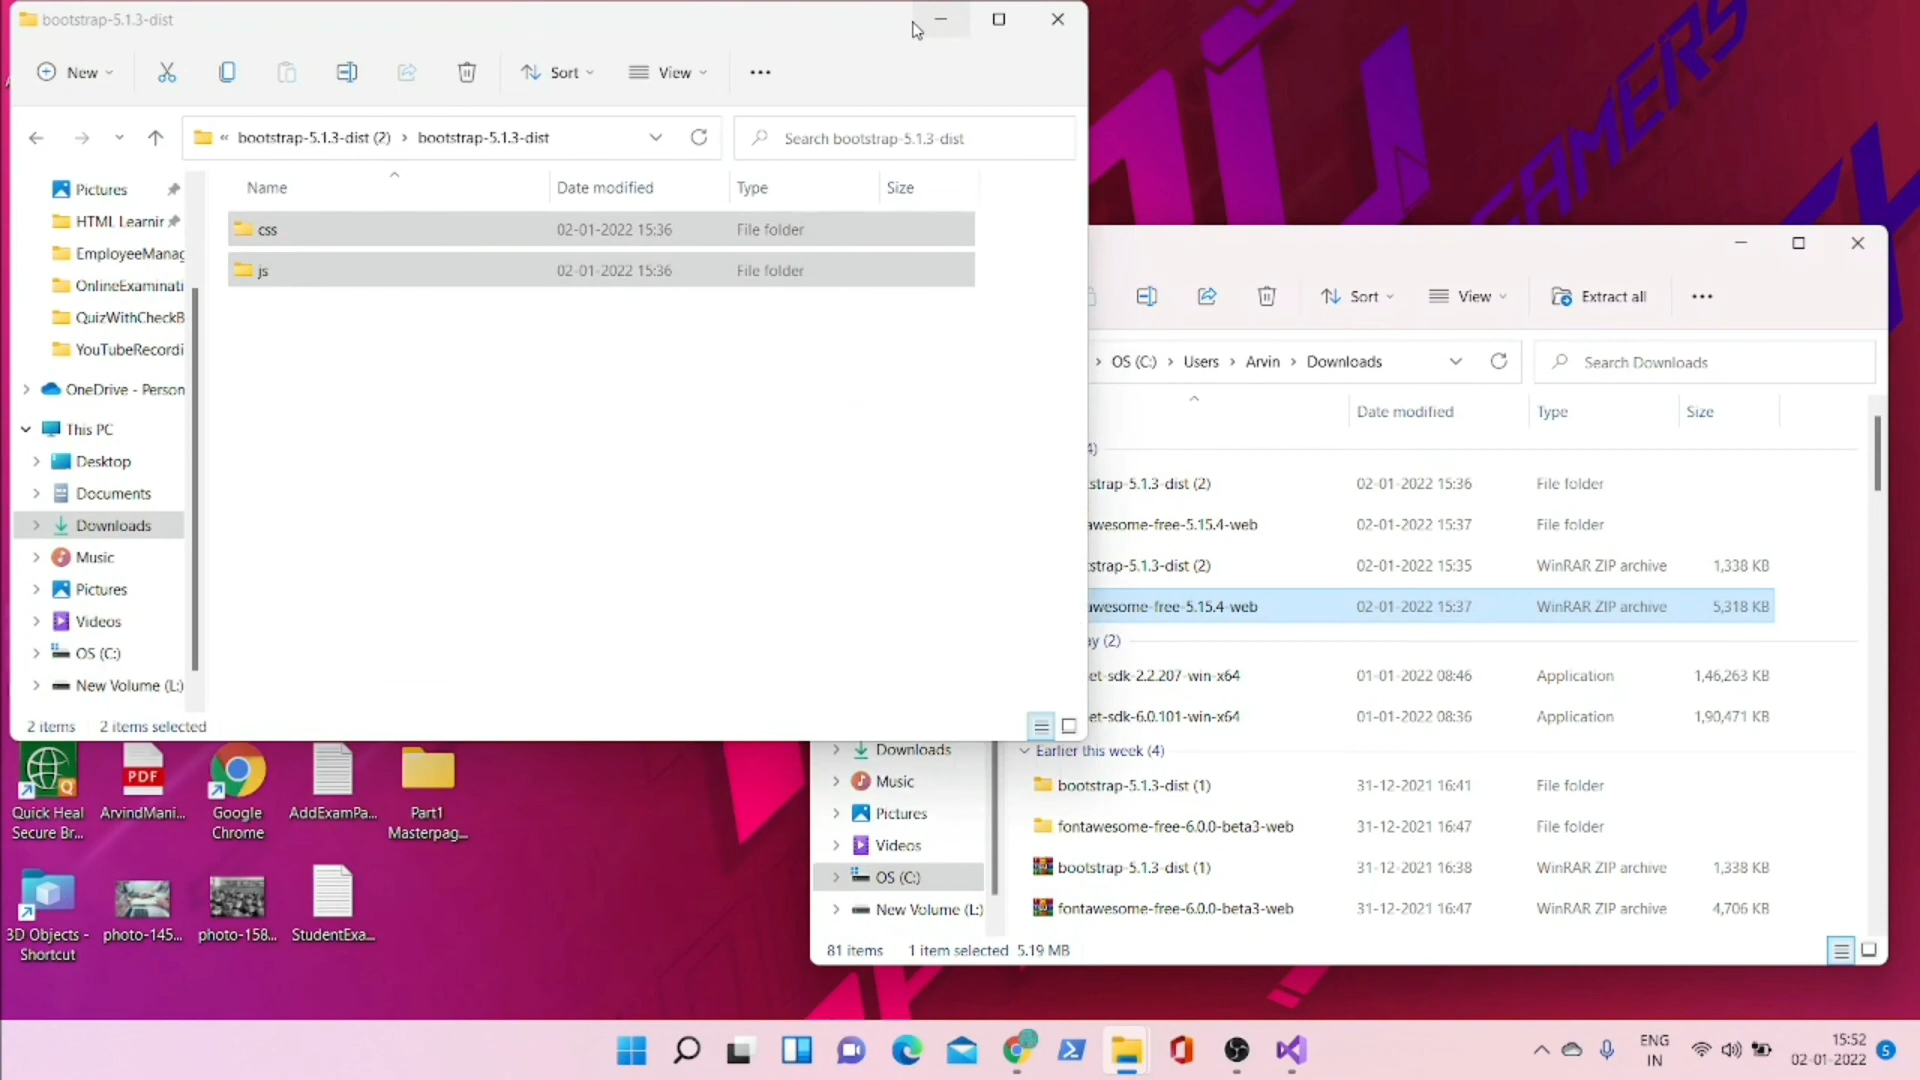 bootstrap-5.1.3-dist
New
Sort
View
« bootstrap-5.1.3-dist (2) > bootstrap-5.1.3-dist
Search bootstrap-5.1.3-dist
Name Date modified Type Size
css 02-01-2022 15:36 File folder
js 02-01-2022 15:36 File folder
Pictures
HTML Learnir
EmployeeManag
OnlineExaminati
QuizWithCheckB
YouTubeRecordi
OneDrive - Person
This PC
Desktop
Documents
Downloads
Music
Pictures
Videos
OS (C:)
New Volume (L:)
2 items 2 items selected
GAMERS
Sort
View
Extract all
OS (C:) > Users > Arvin > Downloads
Search Downloads
Date modified Type Size
4)
strap-5.1.3-dist (2) 02-01-2022 15:36 File folder
awesome-free-5.15.4-web 02-01-2022 15:37 File folder
strap-5.1.3-dist (2) 02-01-2022 15:35 WinRAR ZIP archive 1,338 KB
awesome-free-5.15.4-web 02-01-2022 15:37 WinRAR ZIP archive 5,318 KB
ay (2)
et-sdk-2.2.207-win-x64 01-01-2022 08:46 Application 1,46,263 KB
et-sdk-6.0.101-win-x64 01-01-2022 08:36 Application 1,90,471 KB
Earlier this week (4)
bootstrap-5.1.3-dist (1) 31-12-2021 16:41 File folder
fontawesome-free-6.0.0-beta3-web 31-12-2021 16:47 File folder
bootstrap-5.1.3-dist (1) 31-12-2021 16:38 WinRAR ZIP archive 1,338 KB
fontawesome-free-6.0.0-beta3-web 31-12-2021 16:47 WinRAR ZIP archive 4,706 KB
Downloads
Music
Pictures
Videos
OS (C:)
New Volume (L:)
81 items 1 item selected 5.19 MB
PDF
Quick Heal
Secure Br...
ArvindMani...
Google
Chrome
AddExamPa...
Part1
Masterpag...
3D Objects -
Shortcut
photo-145...
photo-158...
StudentExa...
ENG
IN
15:52
02-01-2022
5